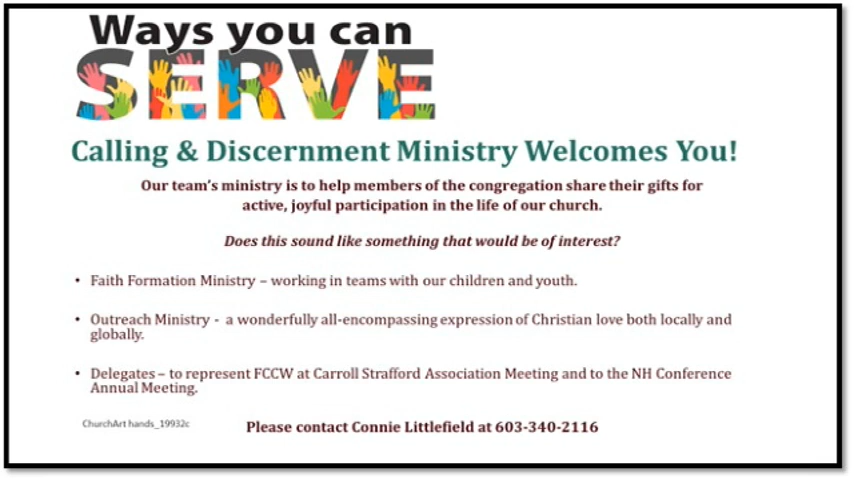 Ways you can
SERVE
Calling & Discernment Ministry Welcomes You!
Our team's ministry is to help members of the congregation share their gifts for
active, joyful participation in the life of our church.
Does this sound like something that would be of interest?
• Faith Formation Ministry – working in teams with our children and youth.
• Outreach Ministry - a wonderfully all-encompassing expression of Christian love both locally and
globally.
• Delegates – to represent FCCW at Carroll Strafford Association Meeting and to the NH Conference
Annual Meeting.
ChurchArt hands_19932c
Please contact Connie Littlefield at 603-340-2116